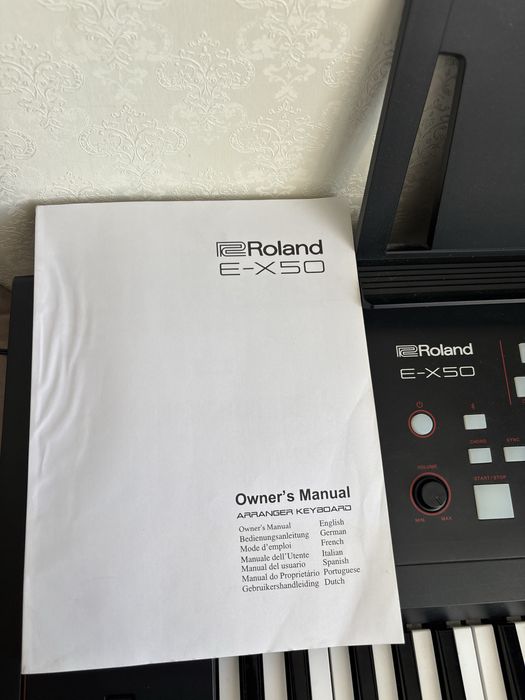 Roland
E-X50
Owner's Manual
ARRANGER KEYBOARD
Owner's Manual English
Bedienungsanleitung German
Mode d'emploi French
Manuale dell'Utente Italian
Manual del usuario Spanish
Manual do Proprietário Portuguese
Gebruikershandleiding Dutch
Roland
E-X50
CHORD
SYNC
VOLUME
START/STOP
MIN MAX